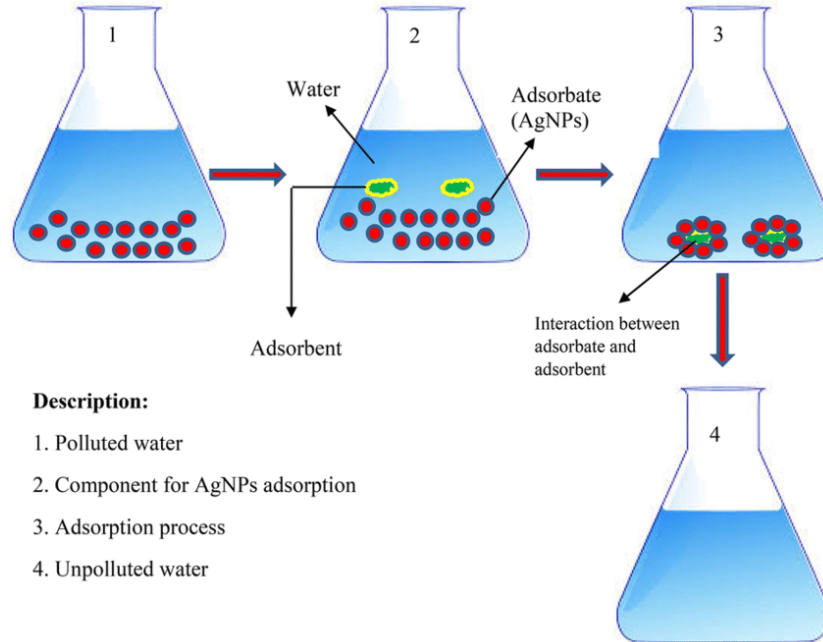 1
2
3
Water
Adsorbate
(AgNPs)
Adsorbent
Interaction between
adsorbate and
adsorbent
Description:
1. Polluted water
2. Component for AgNPs adsorption
3. Adsorption process
4. Unpolluted water
4